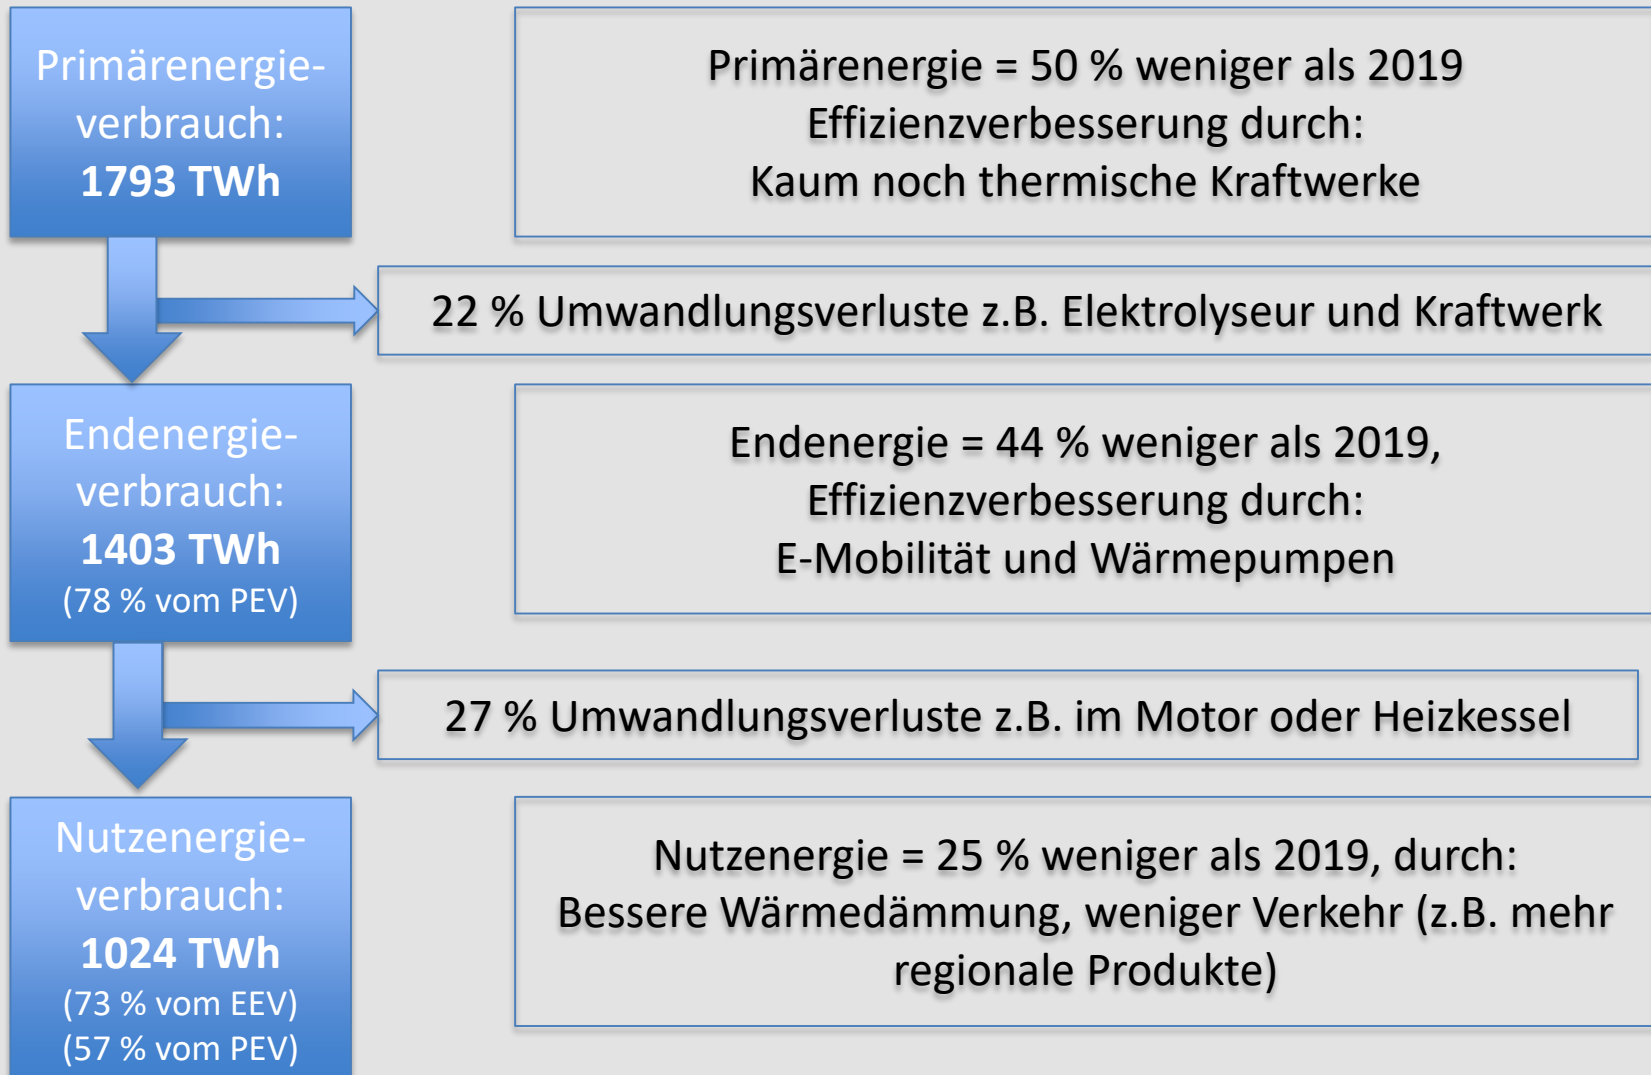 Primärenergie-
verbrauch:
1793 TWh
Primärenergie = 50 % weniger als 2019
Effizienzverbesserung durch:
Kaum noch thermische Kraftwerke
22 % Umwandlungsverluste z.B. Elektrolyseur und Kraftwerk
Endenergie-
verbrauch:
1403 TWh
(78 % vom PEV)
Endenergie = 44 % weniger als 2019,
Effizienzverbesserung durch:
E-Mobilität und Wärmepumpen
27 % Umwandlungsverluste z.B. im Motor oder Heizkessel
Nutzenergie-
verbrauch:
1024 TWh
(73 % vom EEV)
(57 % vom PEV)
Nutzenergie = 25 % weniger als 2019, durch:
Bessere Wärmedämmung, weniger Verkehr (z.B. mehr
regionale Produkte)